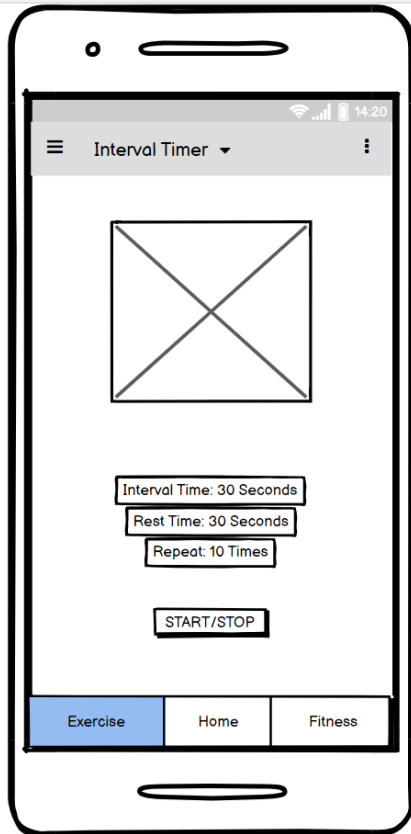 14:20
Interval Timer
Interval Time: 30 Seconds
Rest Time: 30 Seconds
Repeat: 10 Times
START/STOP
Exercise Home Fitness